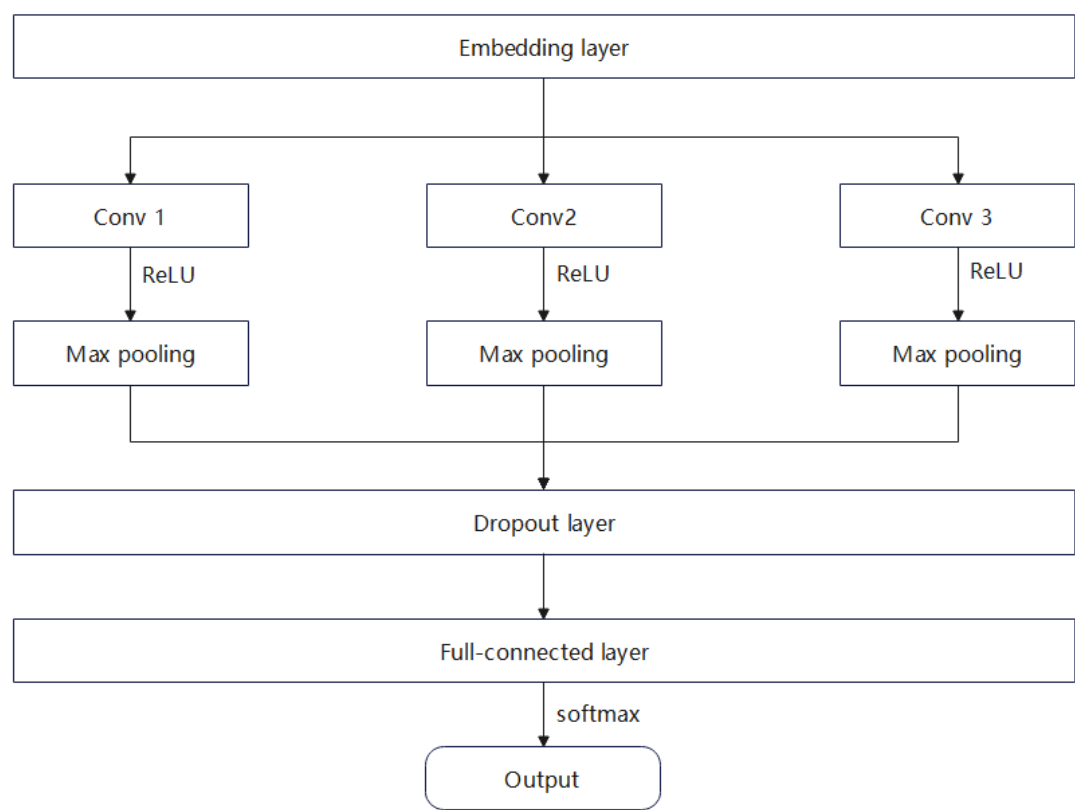 Embedding layer
Conv 1
Conv2
Conv 3
ReLU
ReLU
ReLU
Max pooling
Max pooling
Max pooling
Dropout layer
Full-connected layer
softmax
Output